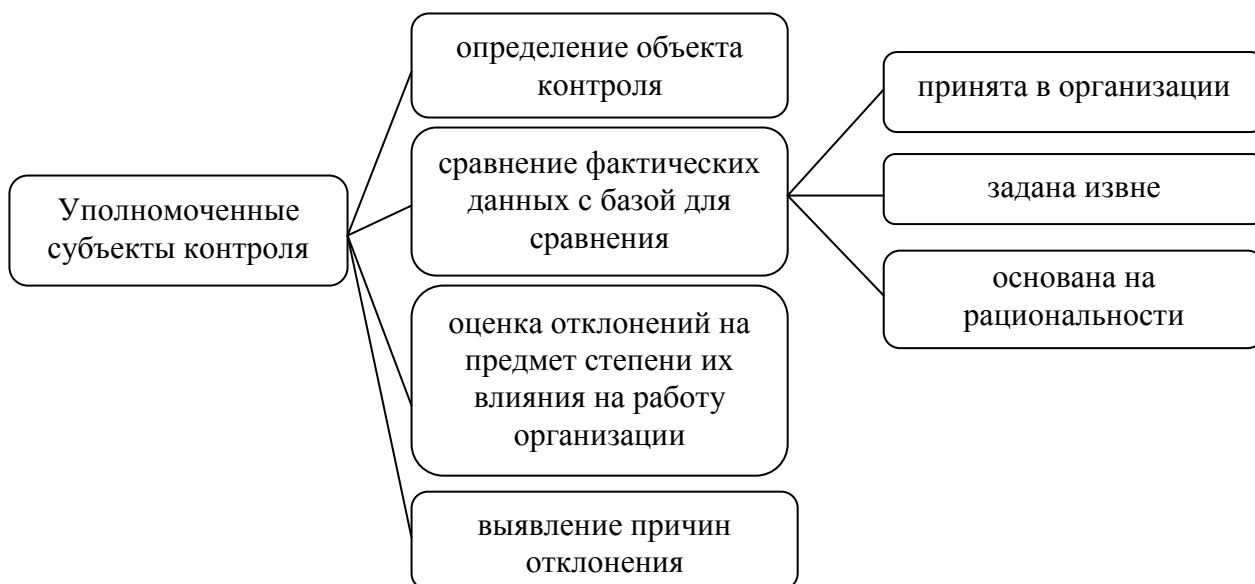 Уполномоченные
субъекты контроля
определение объекта
контроля
сравнение фактических
данных с базой для
сравнения
оценка отклонений на
предмет степени их
влияния на работу
организации
выявление причин
отклонения
принята в организации
задана извне
основана на
рациональности